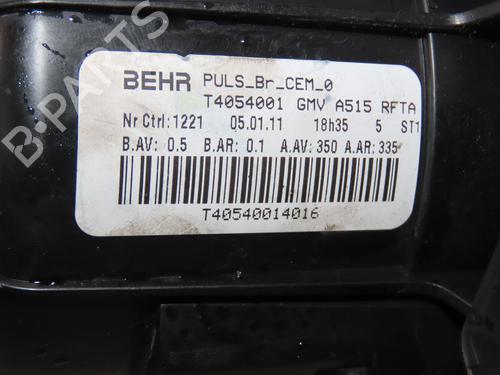 BEHR PULS_Br_CEM_0
T4054001 GMV A515 RFTA
Nr Ctrl:1221 05.01.11 18h35 5 ST1
B.AV: 0.5 B.AR: 0.1 A.AV: 350 A.AR: 335
T40540014016
B-PARTS